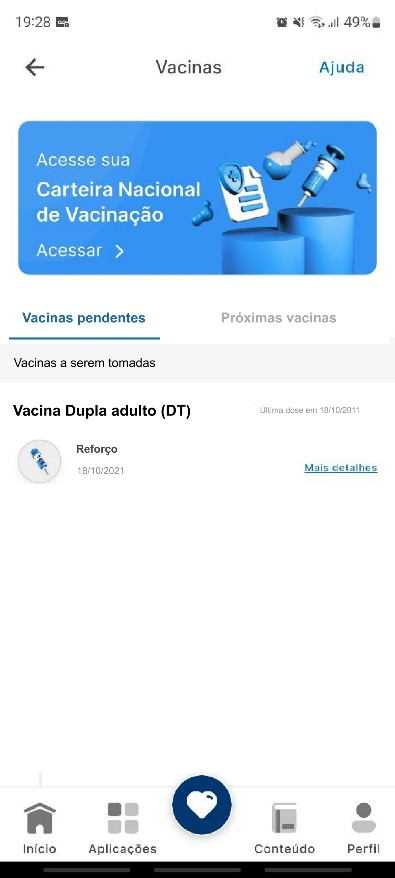 19:28
49%
Vacinas
Ajuda
Acesse sua
Carteira Nacional
de Vacinação
Acessar
Vacinas pendentes
Próximas vacinas
Vacinas a serem tomadas
Vacina Dupla adulto (DT)
Última dose em 18/10/2011
Reforço
18/10/2021
Mais detalhes
Início
Aplicações
Conteúdo
Perfil